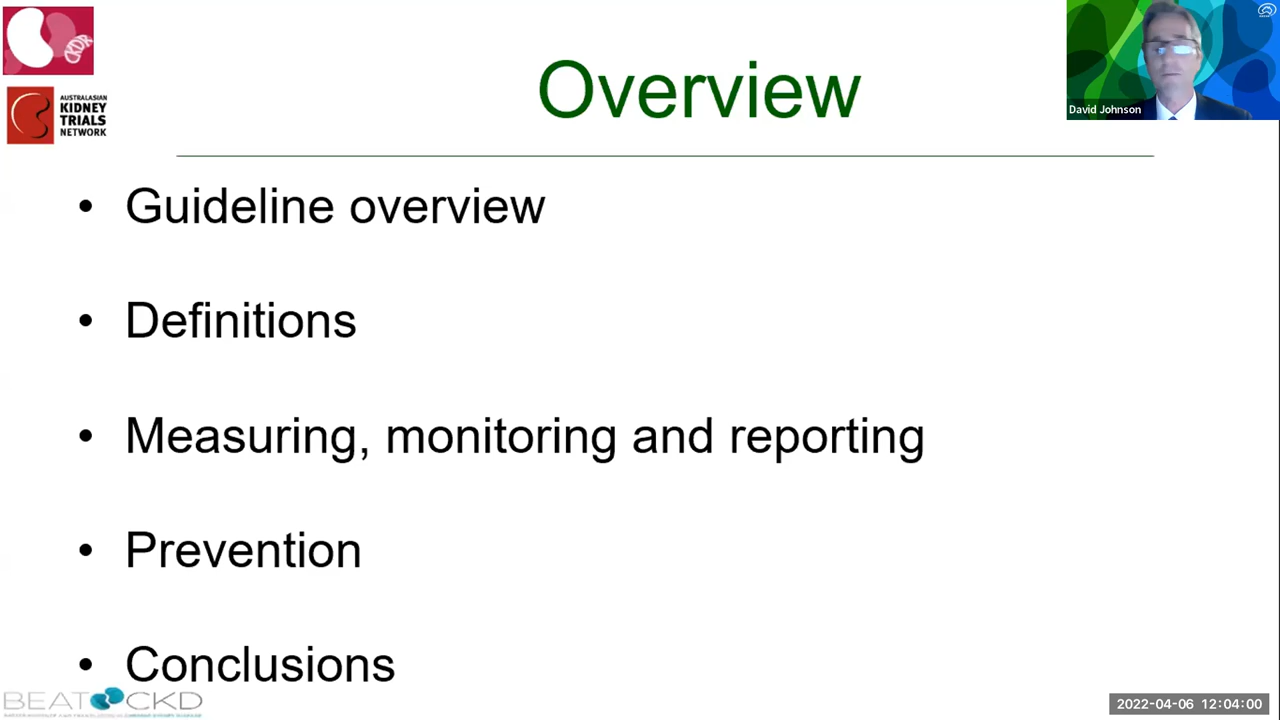 CKDR
AUSTRALASIAN
KIDNEY
TRIALS
NETWORK
Overview
David Johnson
• Guideline overview
• Definitions
• Measuring, monitoring and reporting
• Prevention
• Conclusions
BEAT CKD
2022-04-06 12:04:00